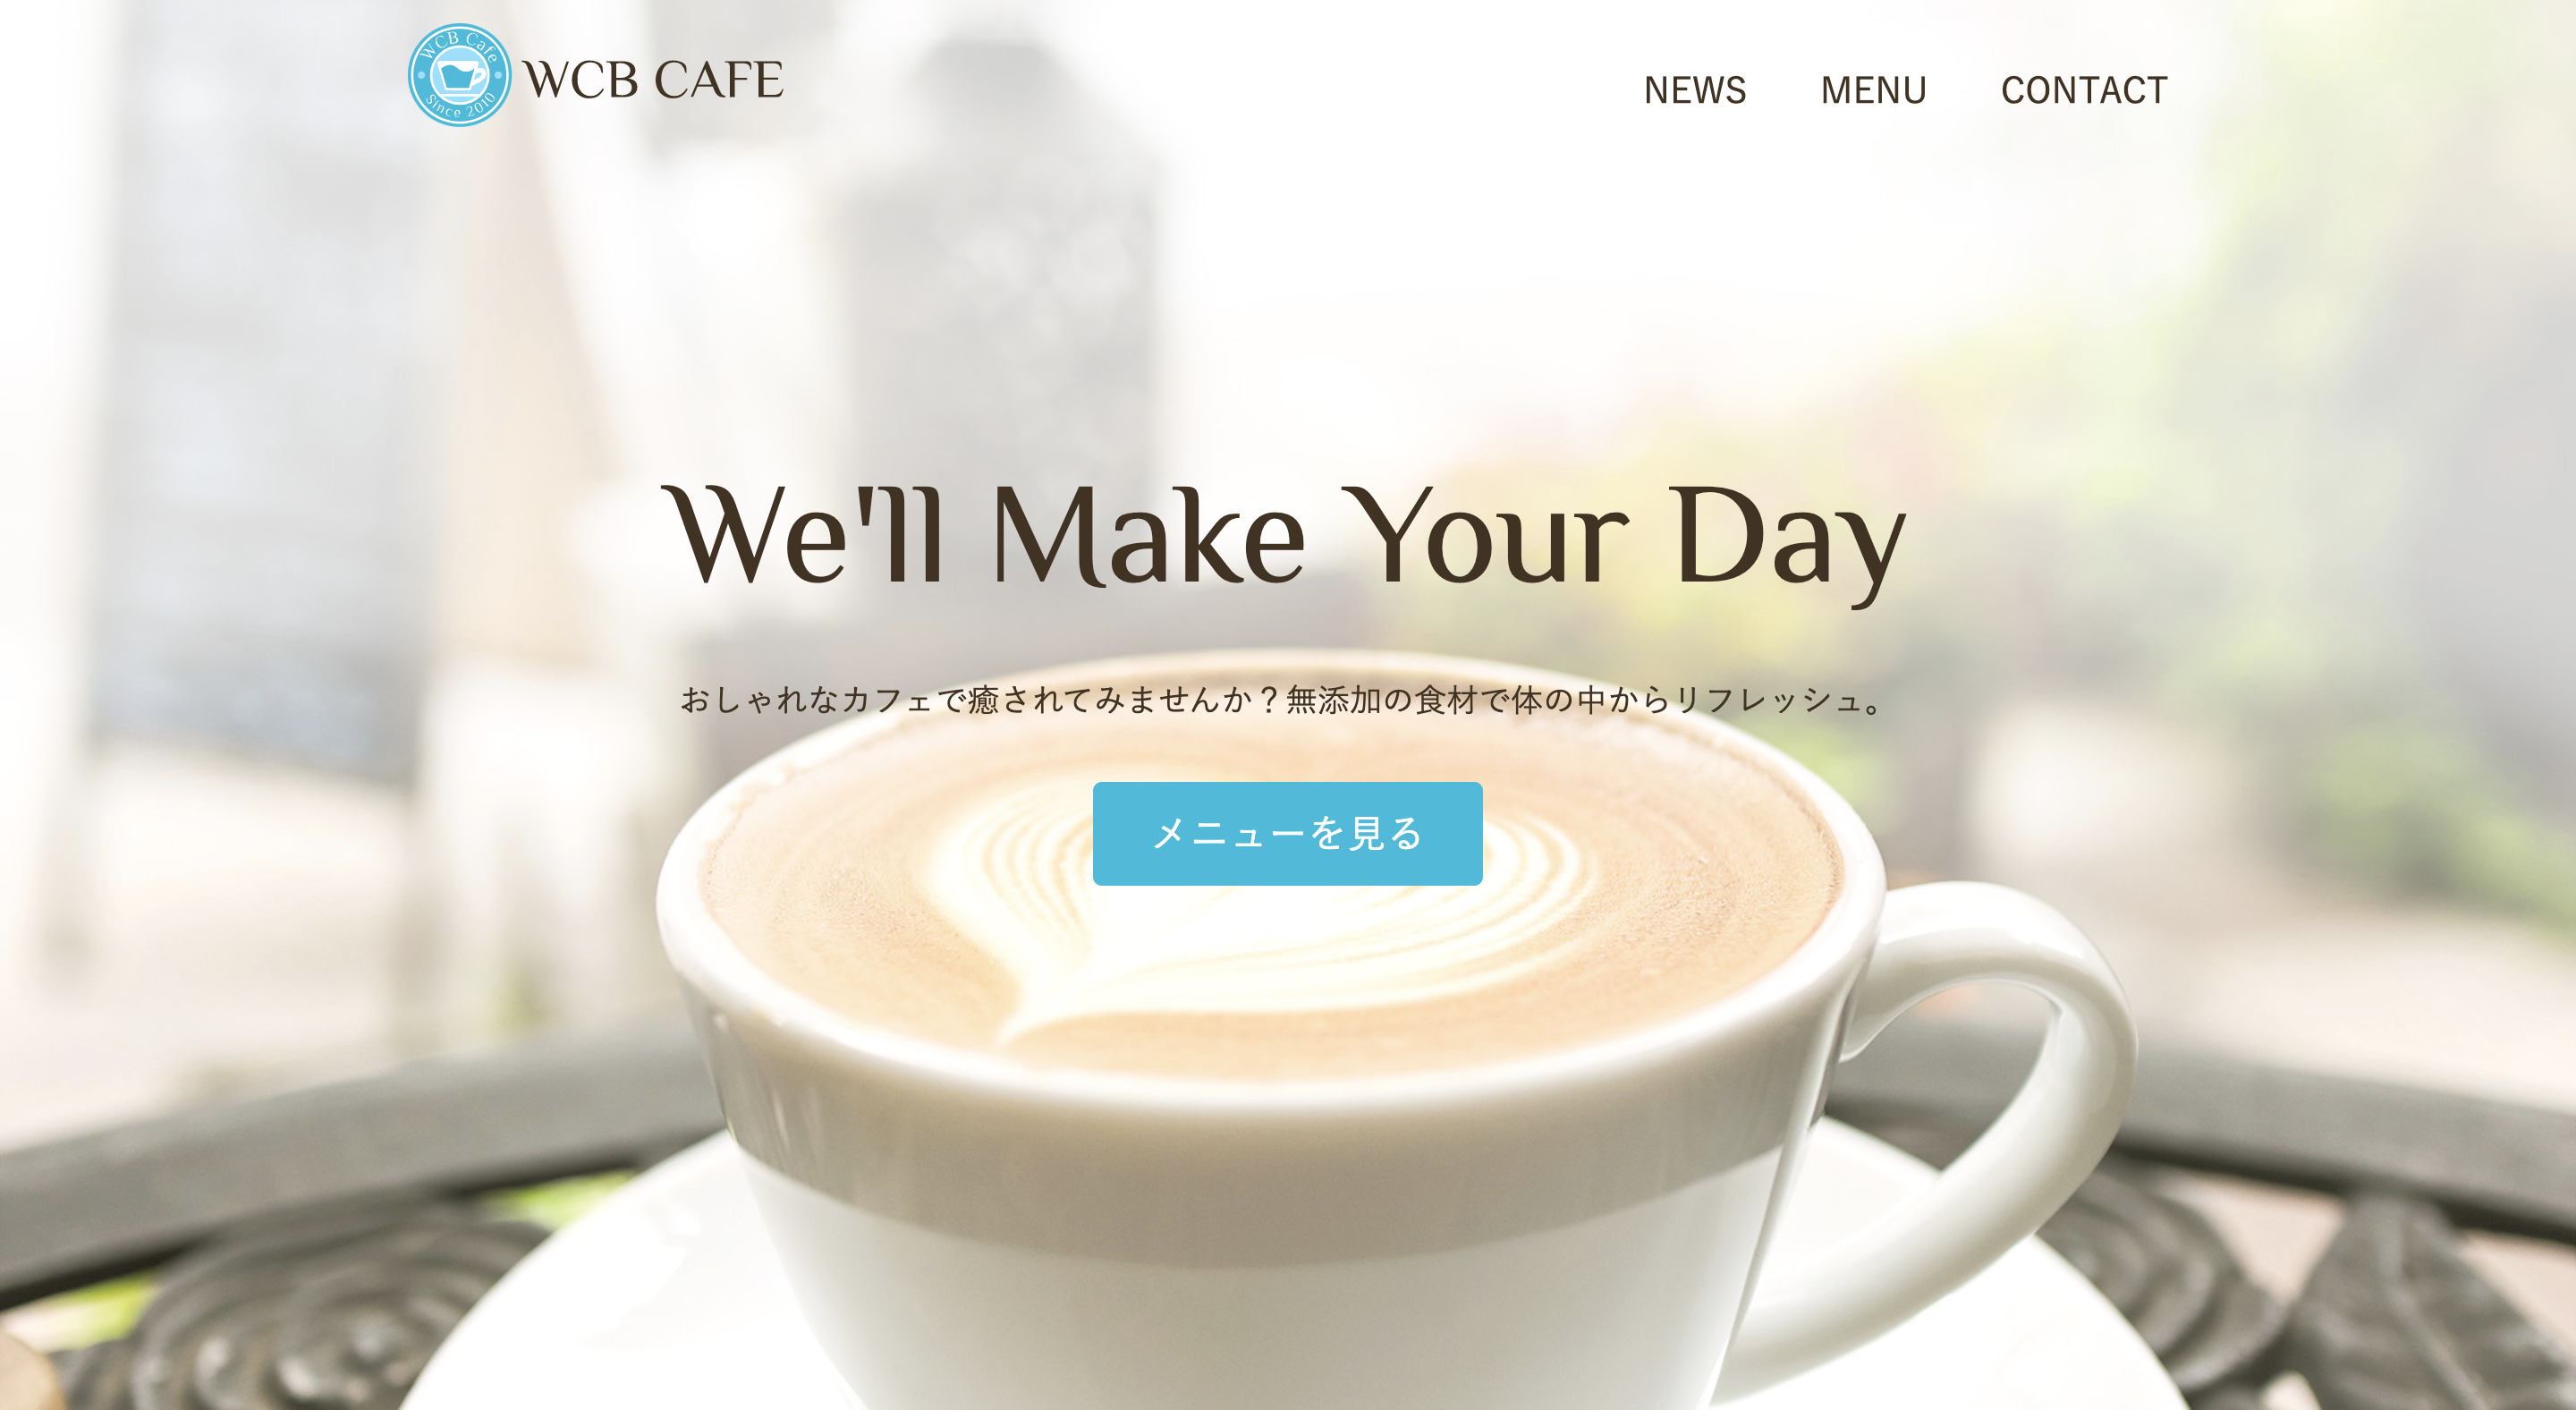 WCB Cafe
Since 2010
WCB CAFE
NEWS MENU CONTACT
We'll Make Your Day
おしゃれなカフェで癒されてみませんか？無添加の食材で体の中からリフレッシュ。
メニューを見る